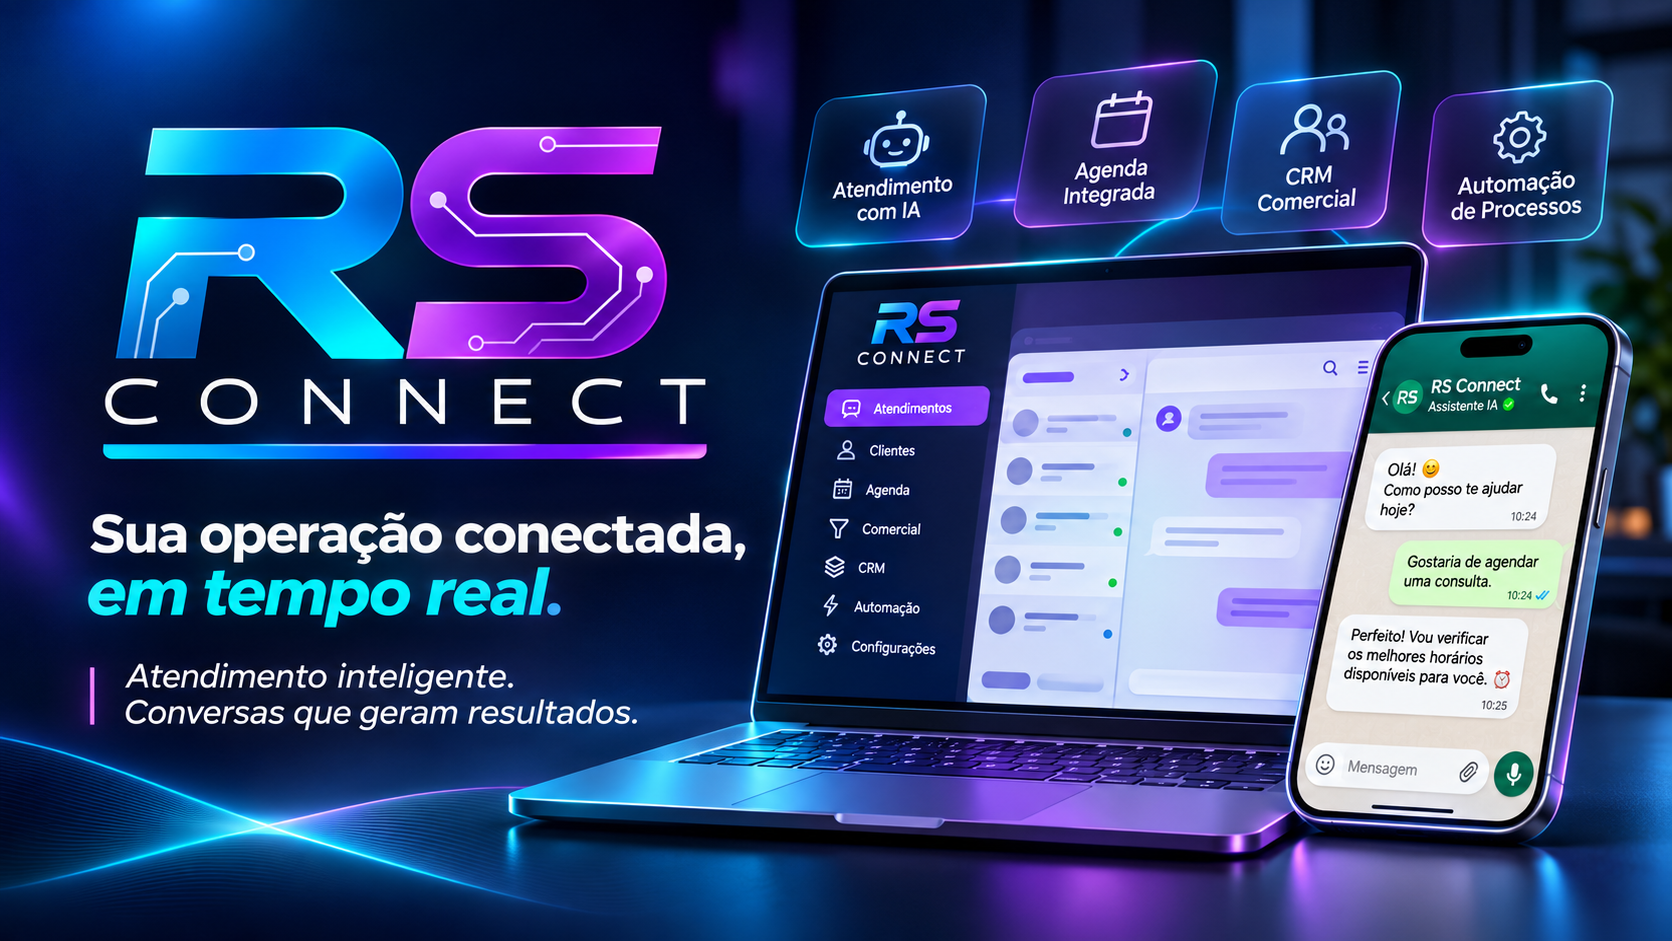 RS
CONNECT
Sua operação conectada,
em tempo real.
Atendimento inteligente.
Conversas que geram resultados.
Atendimento
com IA
Agenda
Integrada
CRM
Comercial
Automação
de Processos
RS
CONNECT
Atendimentos
Clientes
Agenda
Comercial
CRM
Automação
Configurações
RS
RS Connect
Assistente IA
Olá! 😊
Como posso te ajudar
hoje?
10:24
Gostaria de agendar
uma consulta.
10:24
Perfeito! Vou verificar
os melhores horários
disponíveis para você. ⏰
10:25
Mensagem